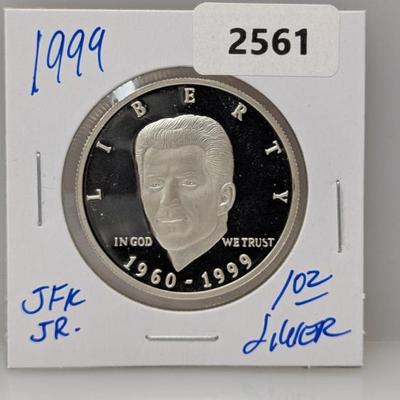 1999
2561
LIBERTY
IN GOD WE TRUST
1960-1999
JFK
JR.
1OZ
SILVER